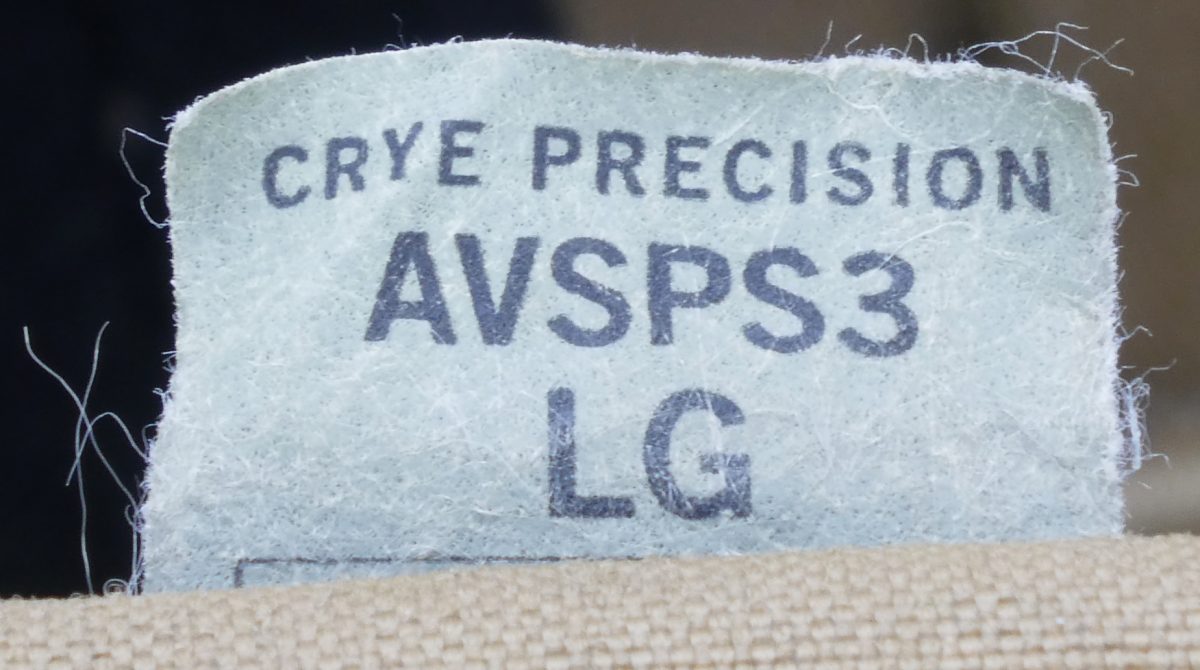 CRYE PRECISION
AVSPS3
LG